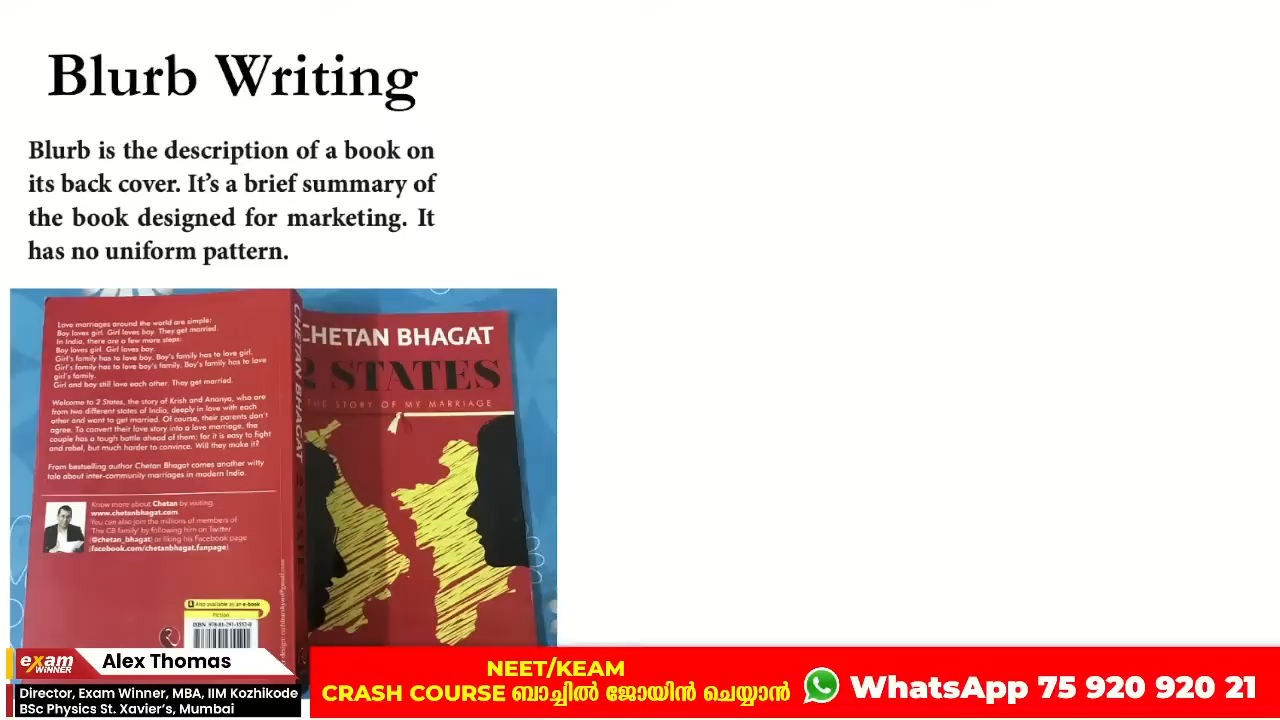 Blurb Writing
Blurb is the description of a book on
its back cover. It's a brief summary of
the book designed for marketing. It
has no uniform pattern.
Love marriages around the world are simple:
Boy loves girl. Girl loves boy. They get married.
In India, there are a few more steps:
Boy loves girl. Girl loves boy.
Girl's family has to love boy. Boy's family has to love girl.
Girl's family has to love boy's family. Boy's family has to love
girl's family.
Girl and boy still love each other. They get married.
Welcome to 2 States, the story of Krish and Ananya, who are
from two different states of India, deeply in love with each
other and want to get married. Of course, their parents don't
agree. To convert their love story into a love marriage, the
couple has a tough battle ahead of them; for it is easy to fight
and rebel, but much harder to convince. Will they make it?
From bestselling author Chetan Bhagat comes another witty
tale about inter-community marriages in modern India.
Know more about Chetan by visiting
www.chetanbhagat.com
You can also join the millions of members of
'The CB family' by following him on Twitter
(@chetan_bhagat) or liking his Facebook page
(facebook.com/chetanbhagat.fanpage)
Also available as an e-book
Fiction
CHETAN BHAGAT
CHETAN BHAGAT
2 STATES
THE STORY OF MY MARRIAGE
exam
WINNER
Alex Thomas
Director, Exam Winner, MBA, IIM Kozhikode
BSc Physics St. Xavier's, Mumbai
NEET/KEAM
CRASH COURSE ബാച്ചിൽ ജോയിൻ ചെയ്യാൻ
WhatsApp 75 920 920 21